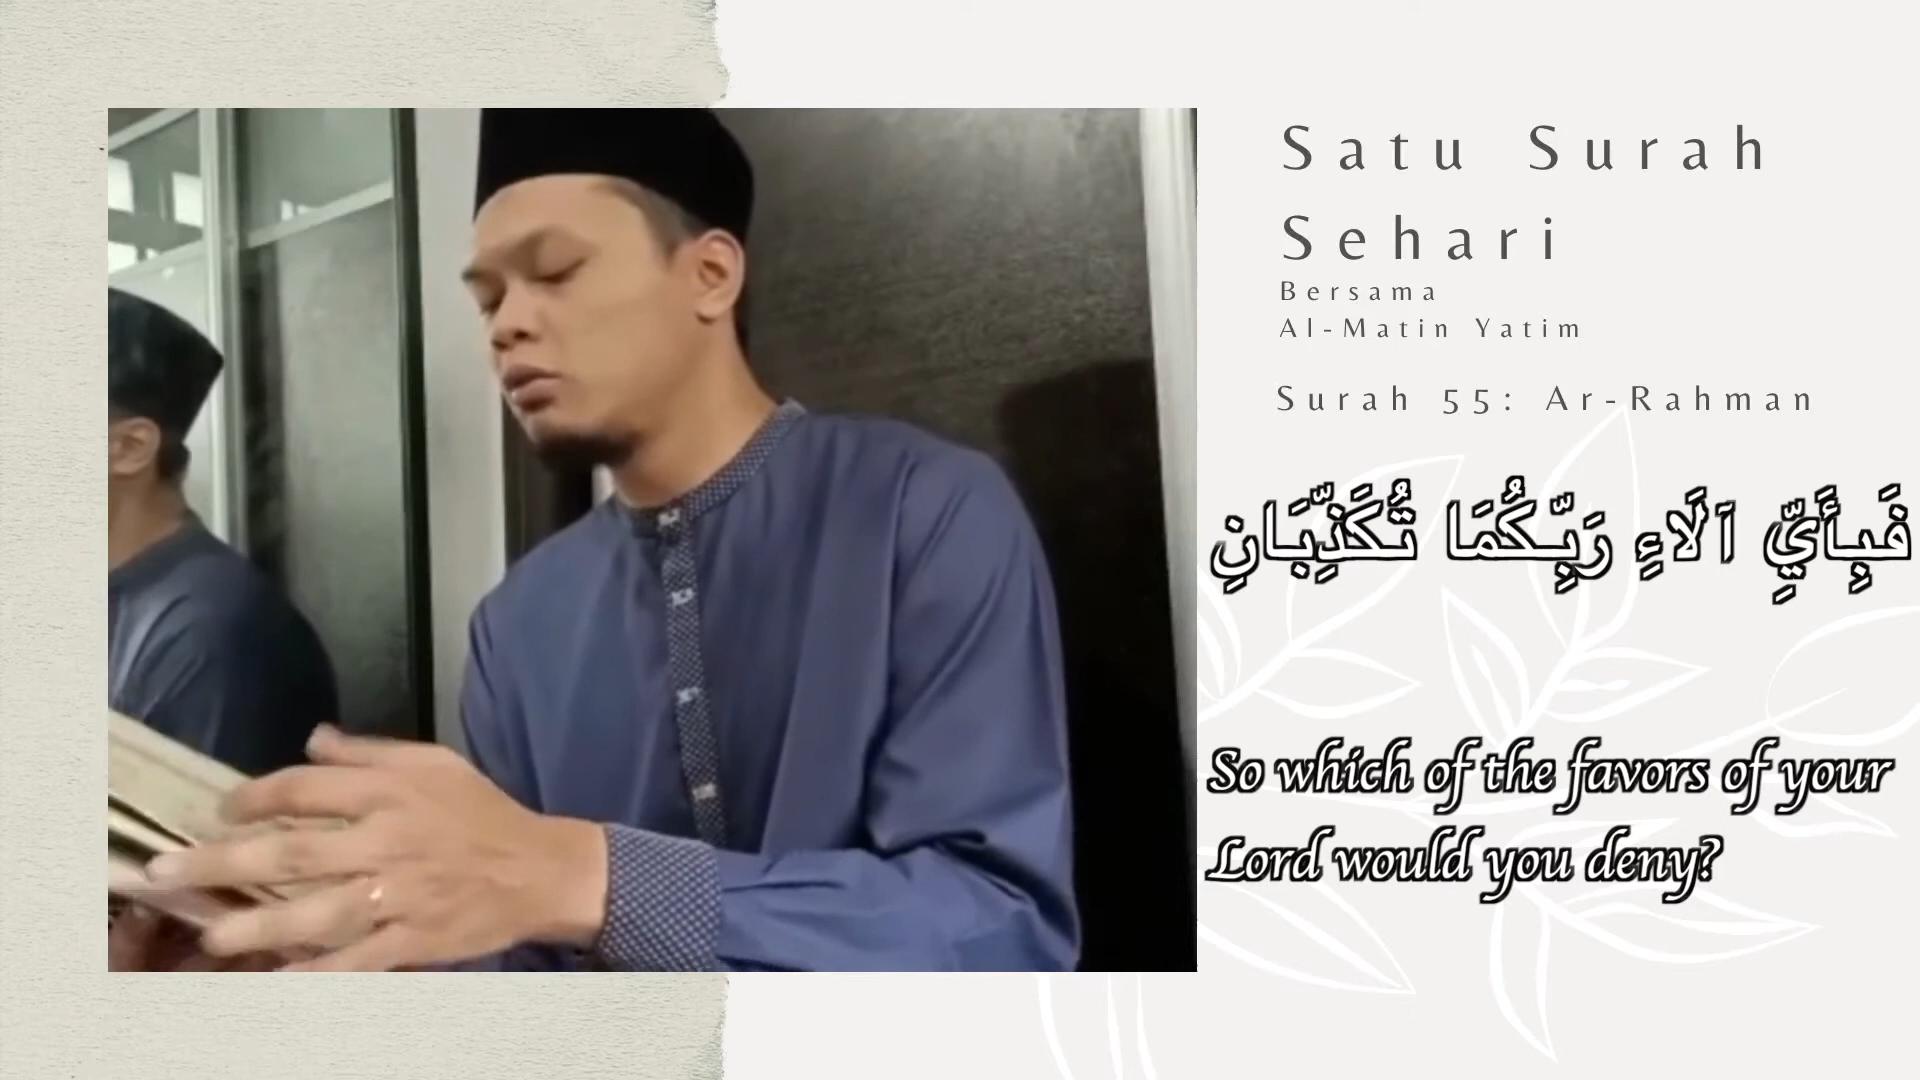 Satu Surah
Sehari
Bersama
Al-Matin Yatim
Surah 55: Ar-Rahman
فَبِأَيِّ آلَاءِ رَبِّكُمَا تُكَذِّبَانِ
So which of the favors of your
Lord would you deny?